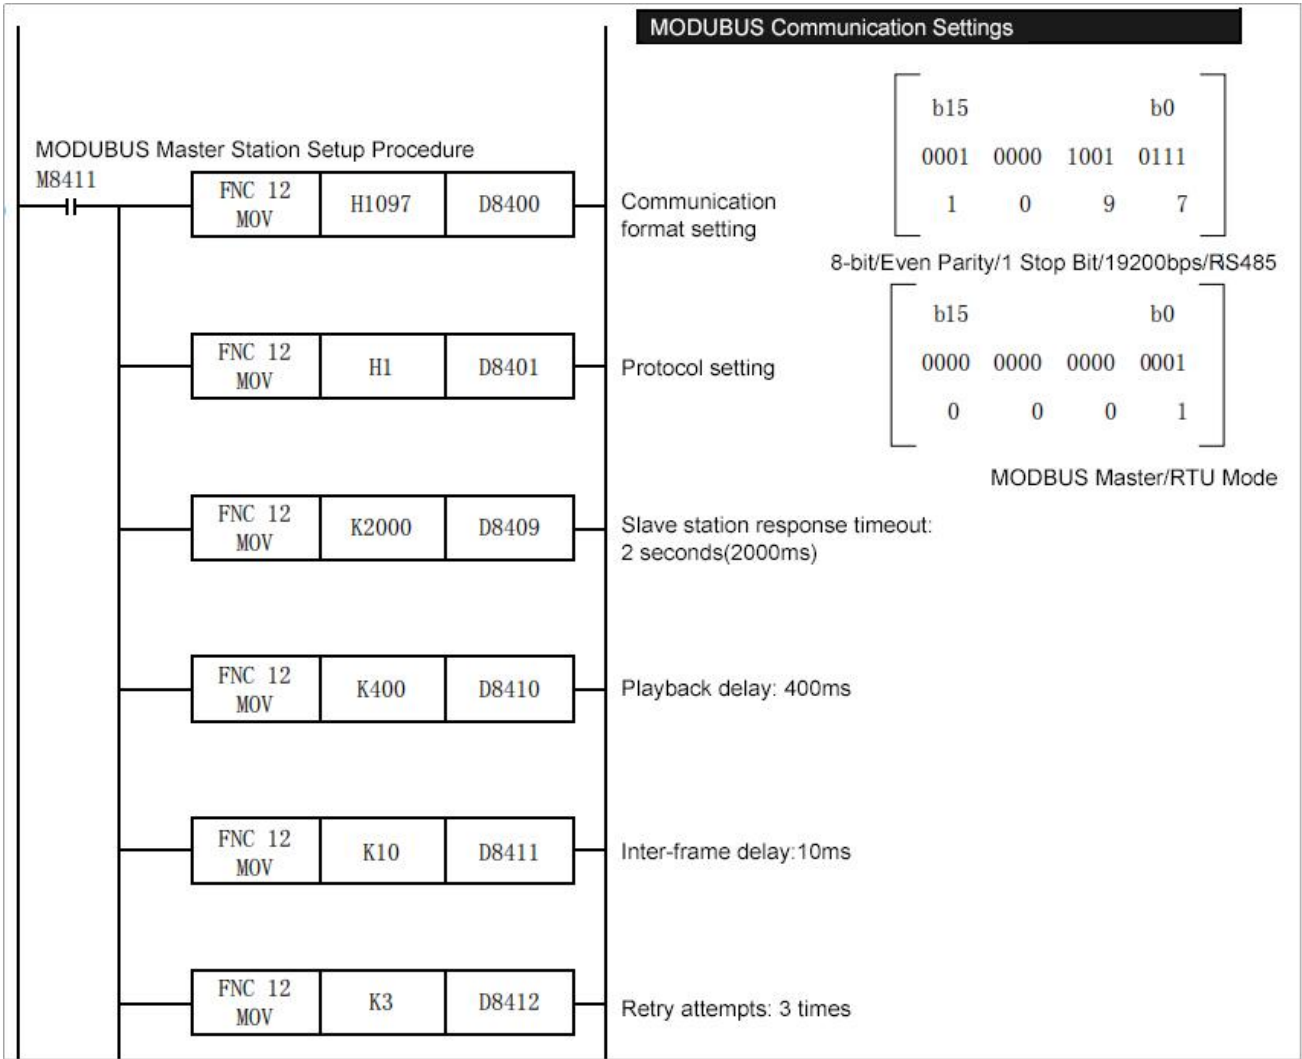 MODUBUS Communication Settings
b15 b0
0001 0000 1001 0111
1 0 9 7
8-bit/Even Parity/1 Stop Bit/19200bps/RS485
MODUBUS Master Station Setup Procedure
M8411
FNC 12
MOV
H1097
D8400
Communication
format setting
b15 b0
0000 0000 0000 0001
0 0 0 1
MODBUS Master/RTU Mode
FNC 12
MOV
H1
D8401
Protocol setting
FNC 12
MOV
K2000
D8409
Slave station response timeout:
2 seconds(2000ms)
FNC 12
MOV
K400
D8410
Playback delay: 400ms
FNC 12
MOV
K10
D8411
Inter-frame delay:10ms
FNC 12
MOV
K3
D8412
Retry attempts: 3 times